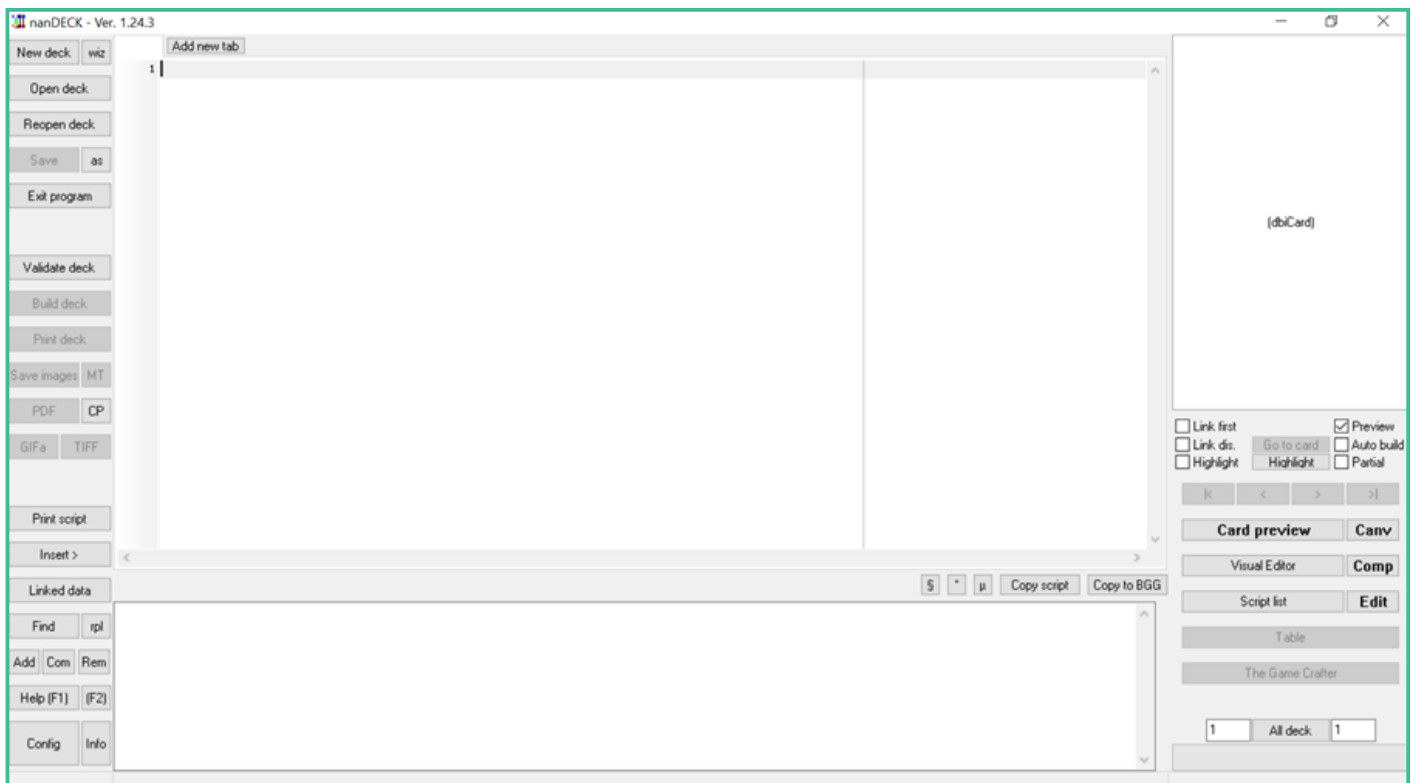 nanDECK - Ver. 1.24.3
New deck wiz
Add new tab
1
Open deck
Reopen deck
Save as
Exit program
(dbiCard)
Validate deck
Build deck
Print deck
Save images MT
PDF CP
GIFa TIFF
Link first Preview
Link dis. Go to card Auto build
Highlight Highlight Partial
Print script
Insert >
Linked data
Find rpl
Add Com Rem
Help (F1) (F2)
Config Info
§ " µ Copy script Copy to BGG
|< < > >|
Card preview Canv
Visual Editor Comp
Script list Edit
Table
The Game Crafter
1 All deck 1